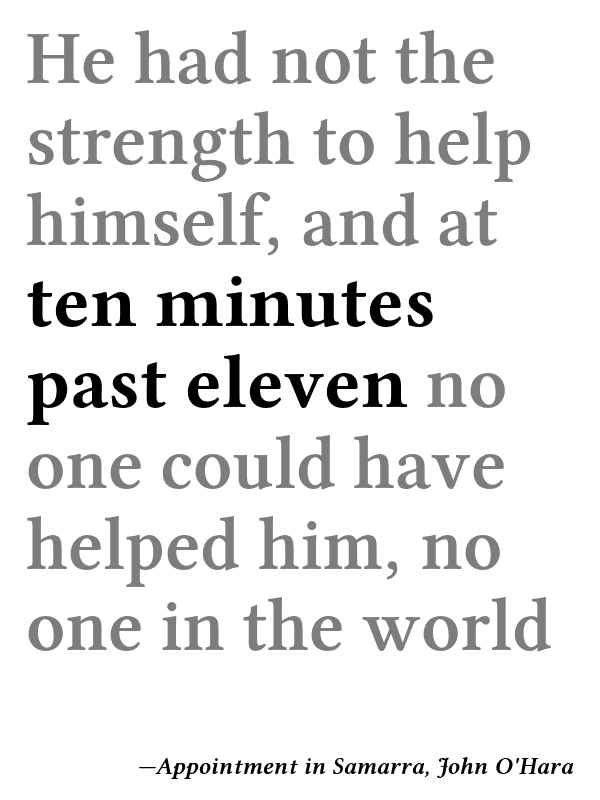 He had not the
strength to help
himself, and at
ten minutes
past eleven no
one could have
helped him, no
one in the world
—Appointment in Samarra, John O'Hara